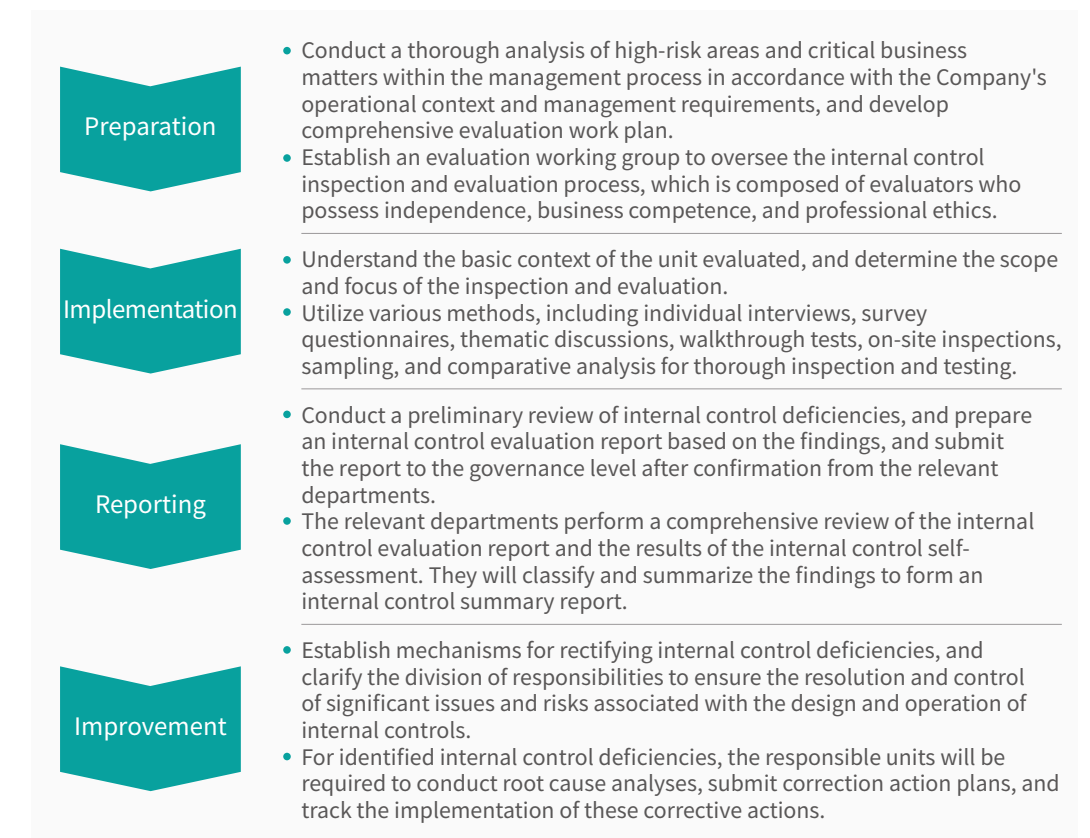 Preparation
• Conduct a thorough analysis of high-risk areas and critical business
matters within the management process in accordance with the Company's
operational context and management requirements, and develop
comprehensive evaluation work plan.
• Establish an evaluation working group to oversee the internal control
inspection and evaluation process, which is composed of evaluators who
possess independence, business competence, and professional ethics.
Implementation
• Understand the basic context of the unit evaluated, and determine the scope
and focus of the inspection and evaluation.
• Utilize various methods, including individual interviews, survey
questionnaires, thematic discussions, walkthrough tests, on-site inspections,
sampling, and comparative analysis for thorough inspection and testing.
Reporting
• Conduct a preliminary review of internal control deficiencies, and prepare
an internal control evaluation report based on the findings, and submit
the report to the governance level after confirmation from the relevant
departments.
• The relevant departments perform a comprehensive review of the internal
control evaluation report and the results of the internal control self-
assessment. They will classify and summarize the findings to form an
internal control summary report.
Improvement
• Establish mechanisms for rectifying internal control deficiencies, and
clarify the division of responsibilities to ensure the resolution and control
of significant issues and risks associated with the design and operation of
internal controls.
• For identified internal control deficiencies, the responsible units will be
required to conduct root cause analyses, submit correction action plans, and
track the implementation of these corrective actions.